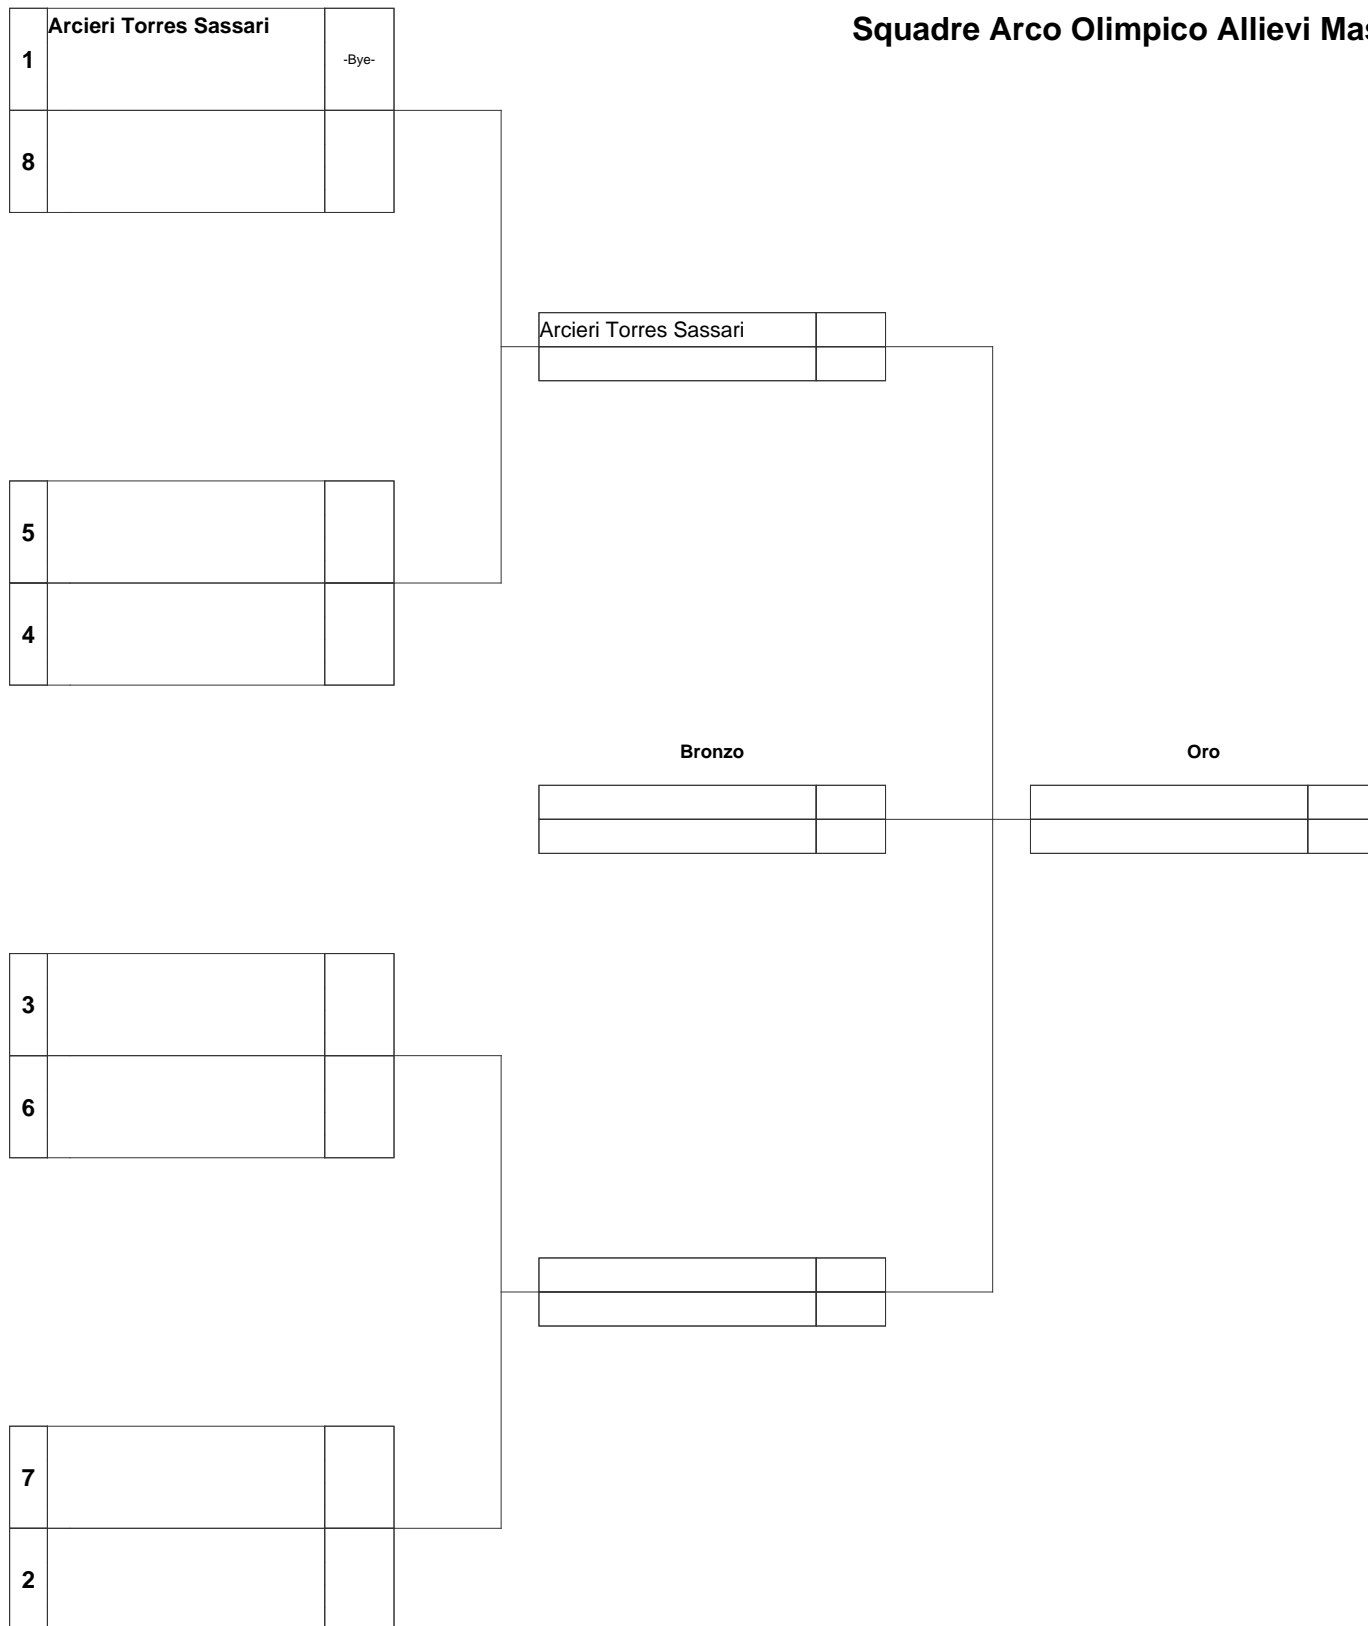 Squadre Arco Olimpico Allievi
Arcieri Torres Sassari
1
-Bye-
8
Arcieri Torres Sassari
5
4
Bronzo
Oro
3
6
7
2